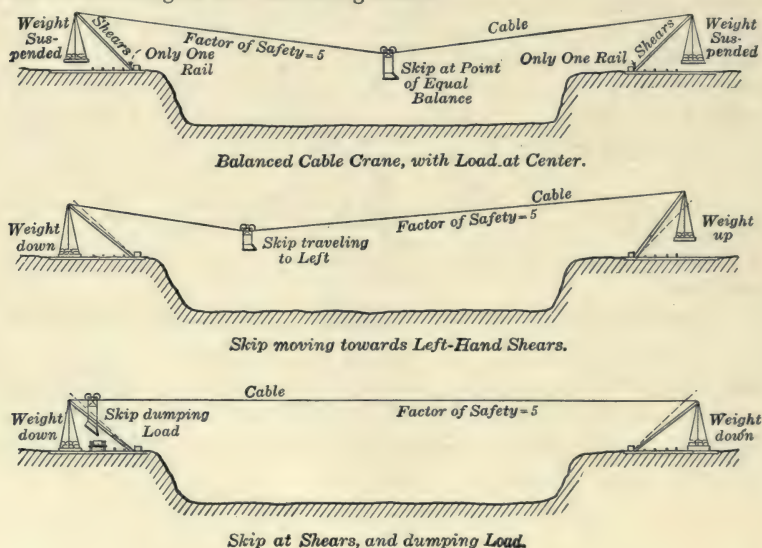 Weight
Sus-
pended
Shears
Only One
Rail
Factor of Safety=5
Cable
Skip at Point
of Equal
Balance
Only One Rail
Shears
Weight
Sus-
pended
Balanced Cable Crane, with Load at Center.
Weight
down
Skip traveling
to Left
Cable
Factor of Safety=5
Weight
up
Skip moving towards Left-Hand Shears.
Weight
down
Skip dumping
Load
Cable
Factor of Safety=5
Weight
down
Skip at Shears, and dumping Load.